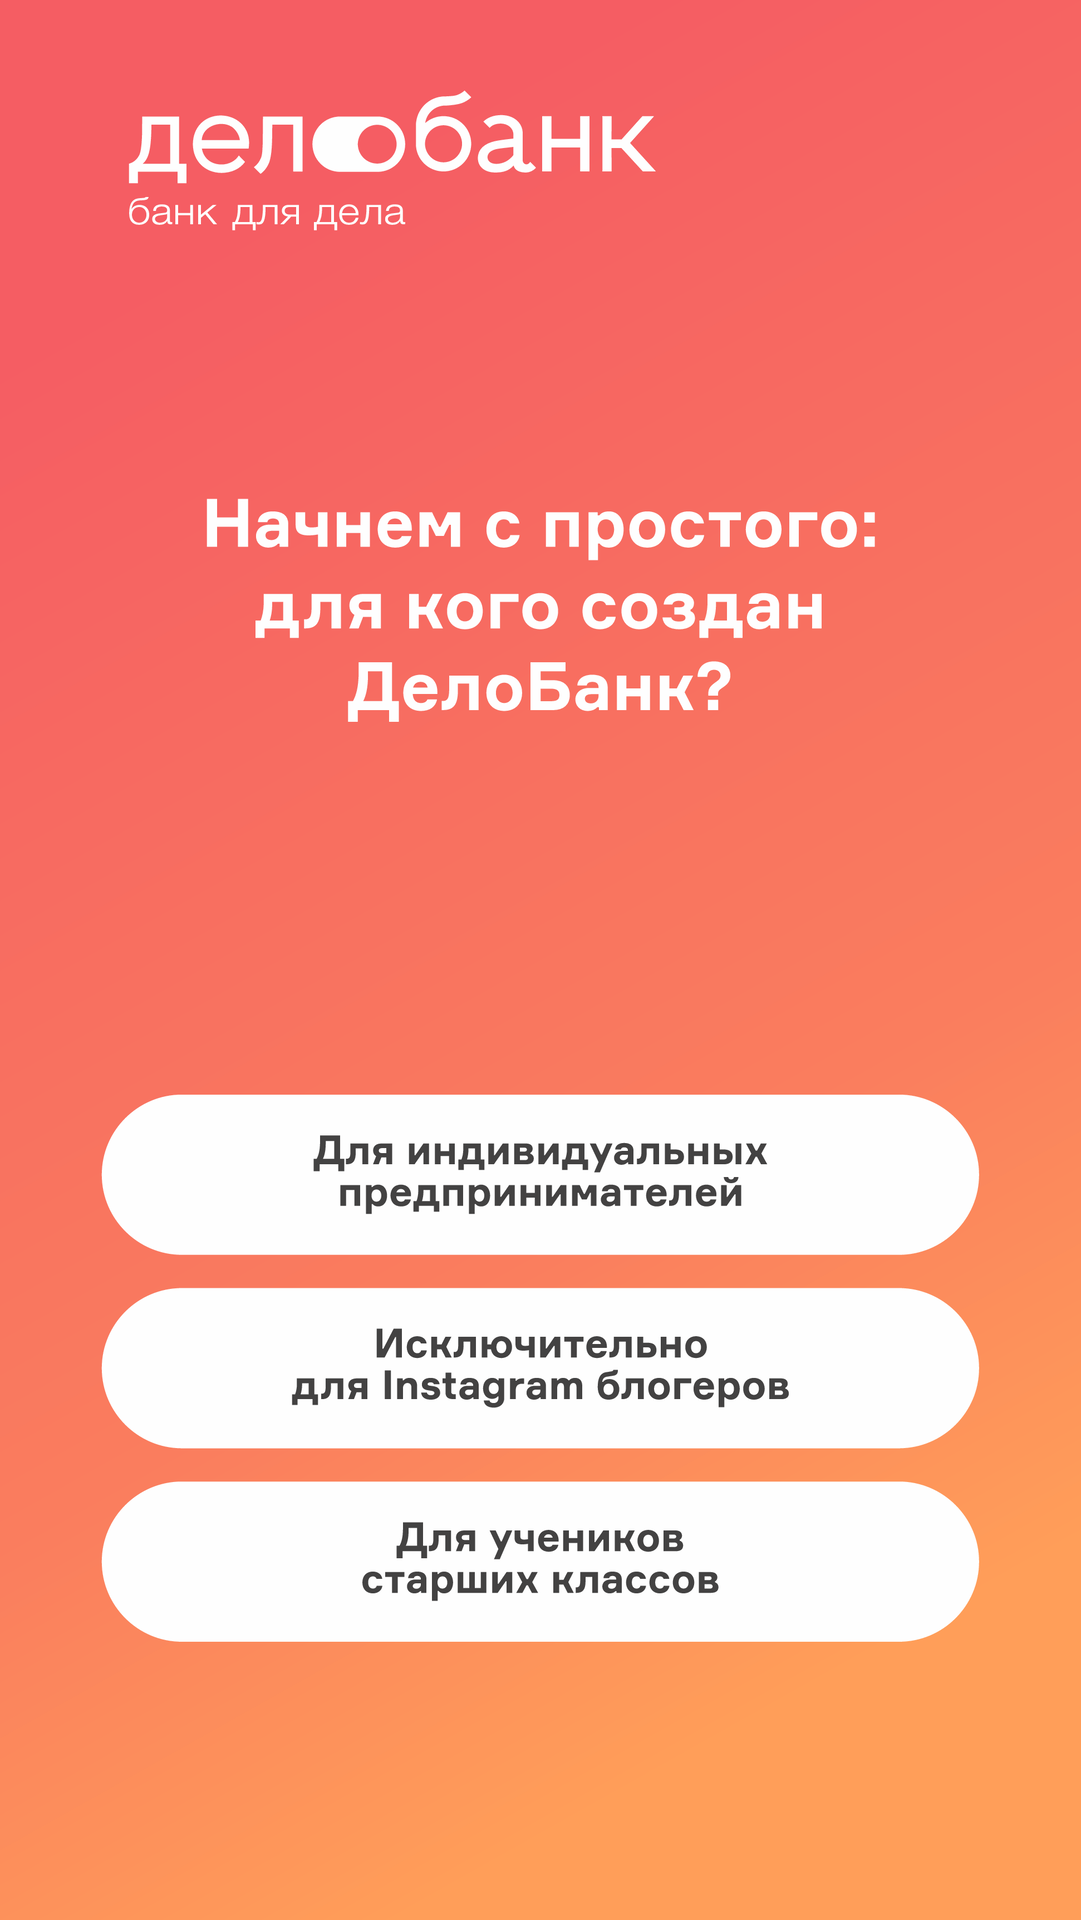 делобанк
банк для дела
Начнем с простого:
для кого создан
ДелоБанк?
Для индивидуальных
предпринимателей
Исключительно
для Instagram блогеров
Для учеников
старших классов